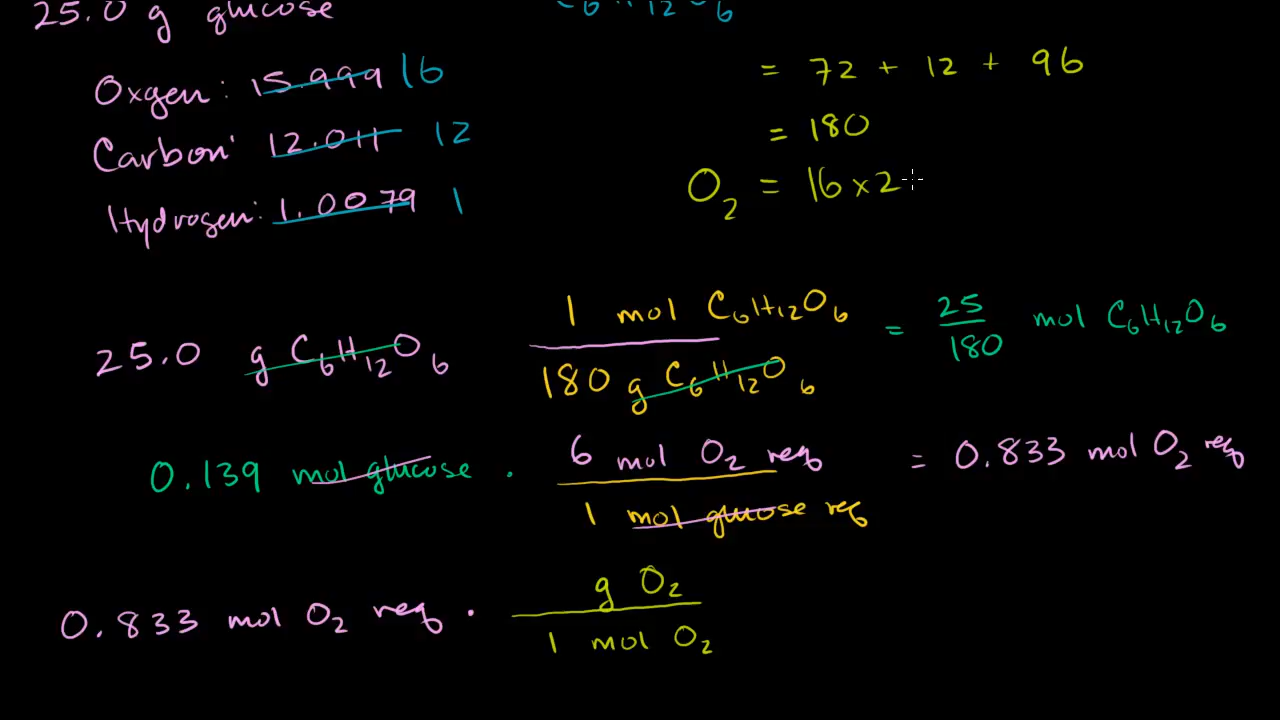 25.0 g glucose
C6H12O6
Oxgen: 15.999 16
Carbon: 12.011 12
Hydrogen: 1.0079 1
= 72 + 12 + 96
= 180
O2 = 16 × 2
25.0 g C6H12O6
1 mol C6H12O6
180 g C6H12O6
= 25/180 mol C6H12O6
0.139 mol glucose ·
6 mol O2 req
1 mol glucose req
= 0.833 mol O2 req
0.833 mol O2 req ·
g O2
1 mol O2